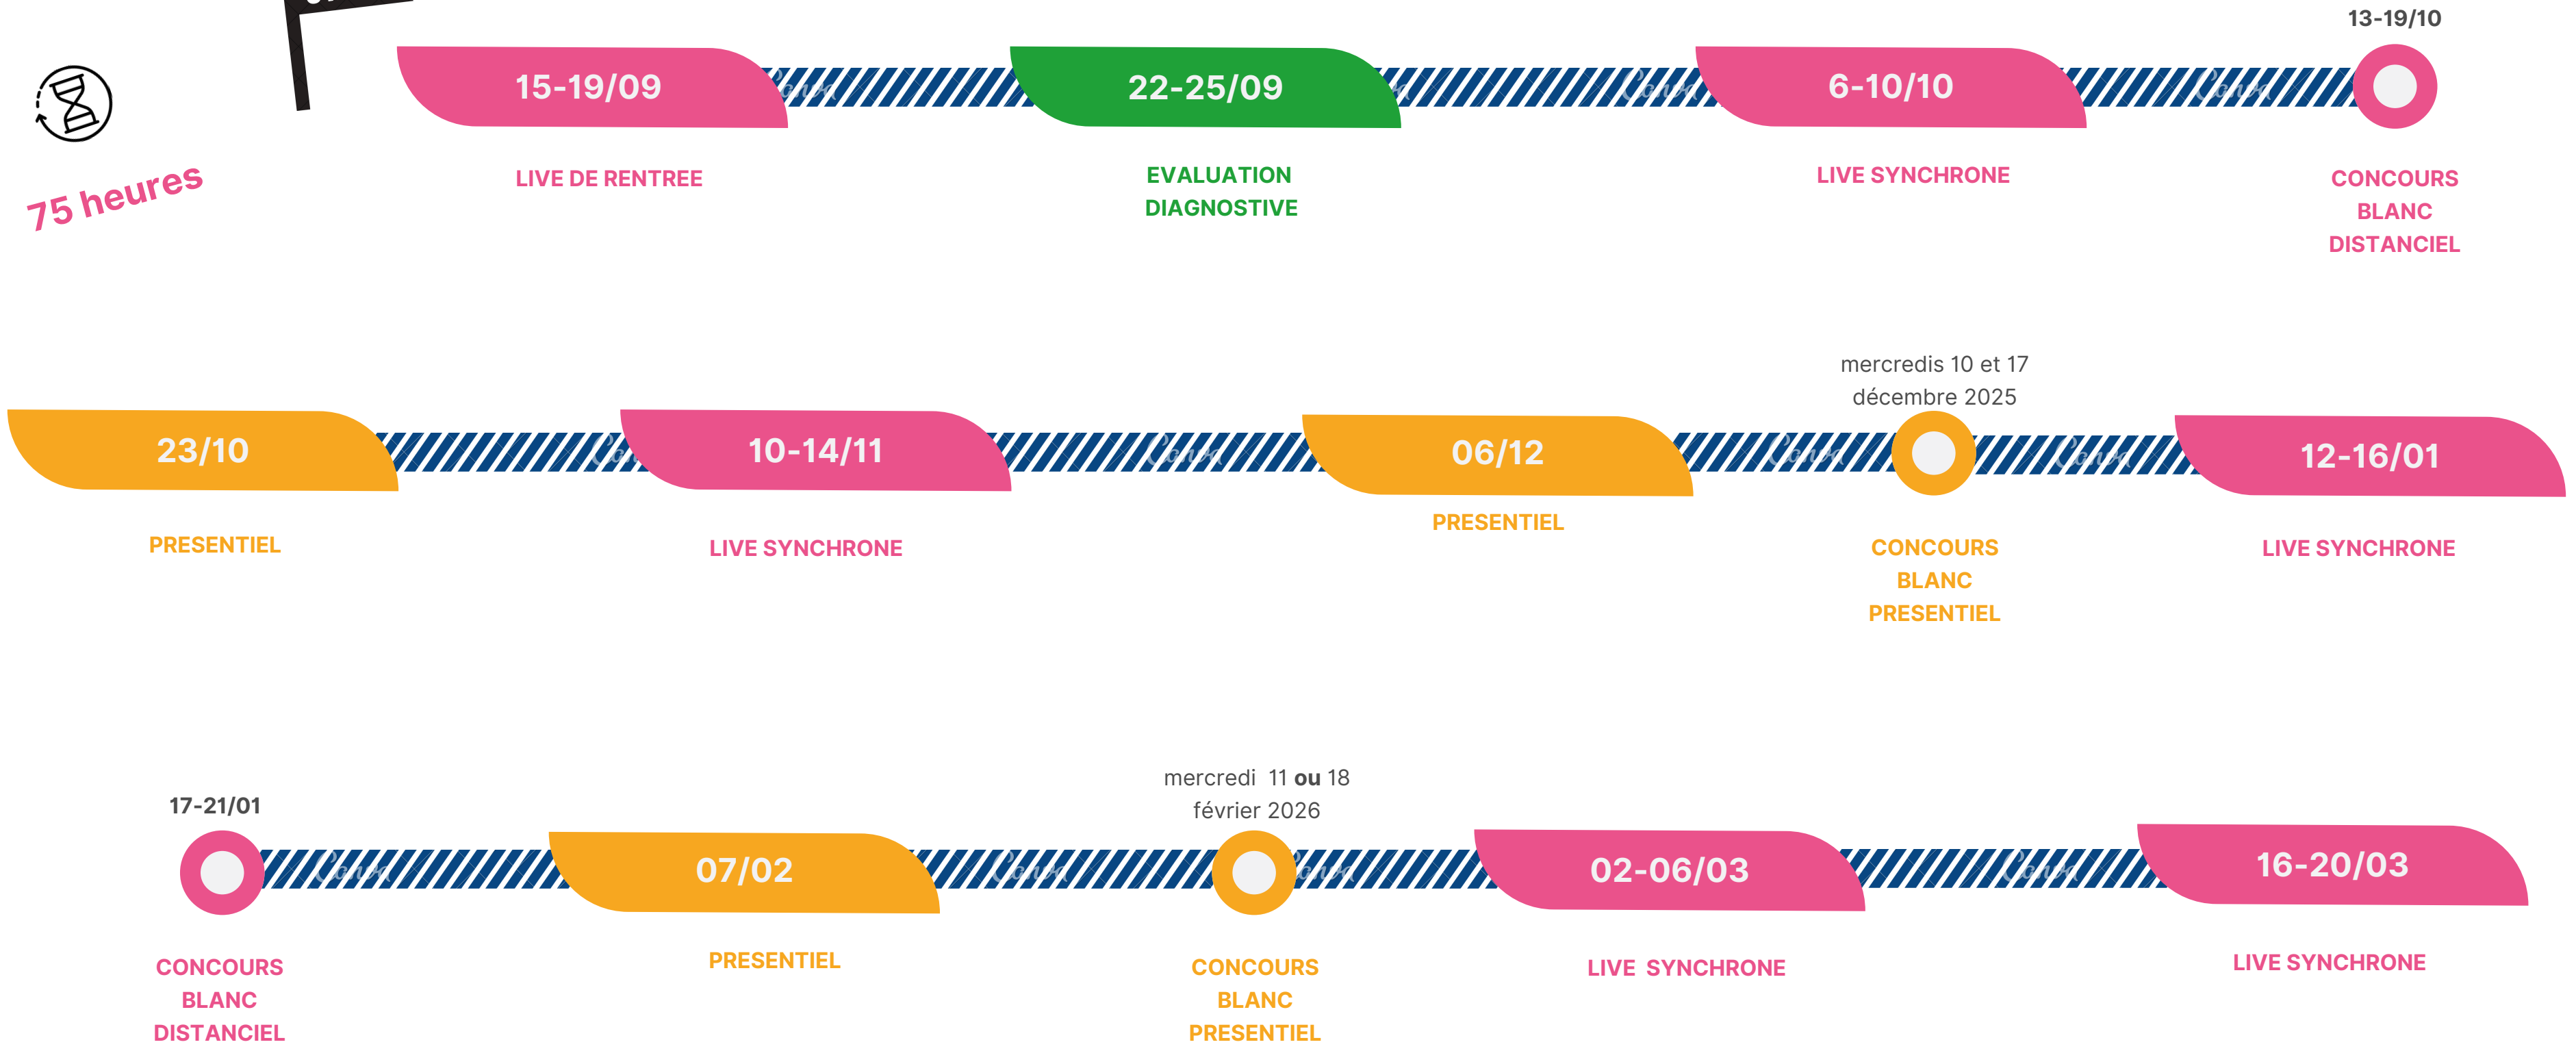 13-19/10
15-19/09
22-25/09
6-10/10
LIVE DE RENTREE
EVALUATION
DIAGNOSTIVE
LIVE SYNCHRONE
CONCOURS
BLANC
DISTANCIEL
75 heures
mercredis 10 et 17
décembre 2025
23/10
10-14/11
06/12
12-16/01
PRESENTIEL
LIVE SYNCHRONE
PRESENTIEL
CONCOURS
BLANC
PRESENTIEL
LIVE SYNCHRONE
17-21/01
mercredi 11 ou 18
février 2026
07/02
02-06/03
16-20/03
CONCOURS
BLANC
DISTANCIEL
PRESENTIEL
CONCOURS
BLANC
PRESENTIEL
LIVE SYNCHRONE
LIVE SYNCHRONE
Canva